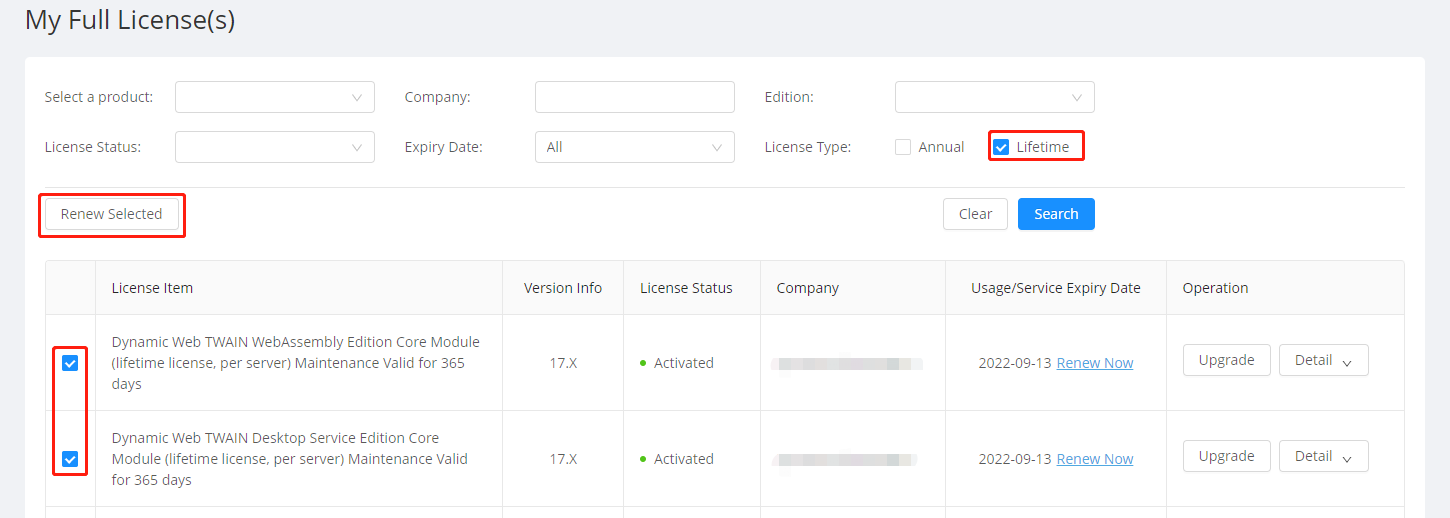 My Full License(s)
Select a product:
Company:
Edition:
License Status:
Expiry Date:
All
License Type:
Annual
Lifetime
Renew Selected
Clear
Search
License Item
Version Info
License Status
Company
Usage/Service Expiry Date
Operation
Dynamic Web TWAIN WebAssembly Edition Core Module
(lifetime license, per server) Maintenance Valid for 365
days
17.X
Activated
2022-09-13 Renew Now
Upgrade
Detail
Dynamic Web TWAIN Desktop Service Edition Core
Module (lifetime license, per server) Maintenance Valid
for 365 days
17.X
Activated
2022-09-13 Renew Now
Upgrade
Detail